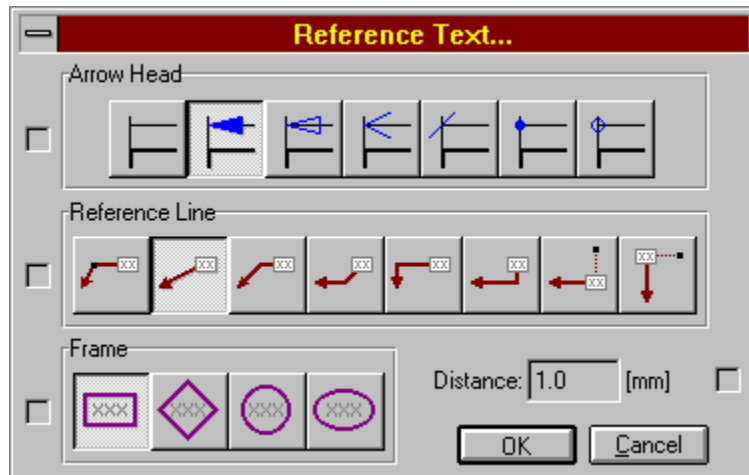 Reference Text...
Arrow Head
Reference Line
xx xx xx xx xx xx xx xx
Frame
xxx xxx xxx xxx
Distance: 1.0 [mm]
OK Cancel